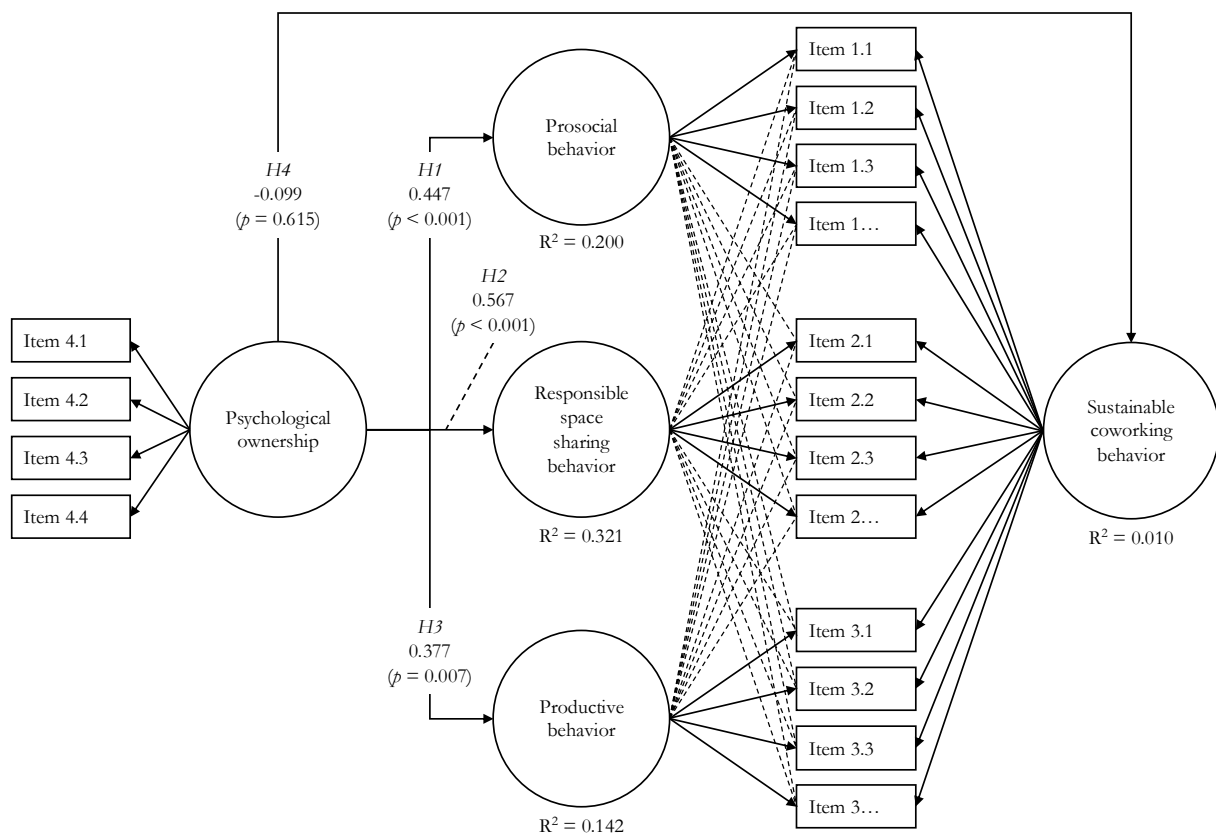 H4
-0.099
(p = 0.615)
H1
0.447
(p < 0.001)
H2
0.567
(p < 0.001)
H3
0.377
(p = 0.007)
Item 4.1
Item 4.2
Item 4.3
Item 4.4
Psychological
ownership
Prosocial
behavior
R² = 0.200
Responsible
space
sharing
behavior
R² = 0.321
Productive
behavior
R² = 0.142
Item 1.1
Item 1.2
Item 1.3
Item 1…
Item 2.1
Item 2.2
Item 2.3
Item 2…
Item 3.1
Item 3.2
Item 3.3
Item 3…
Sustainable
coworking
behavior
R² = 0.010